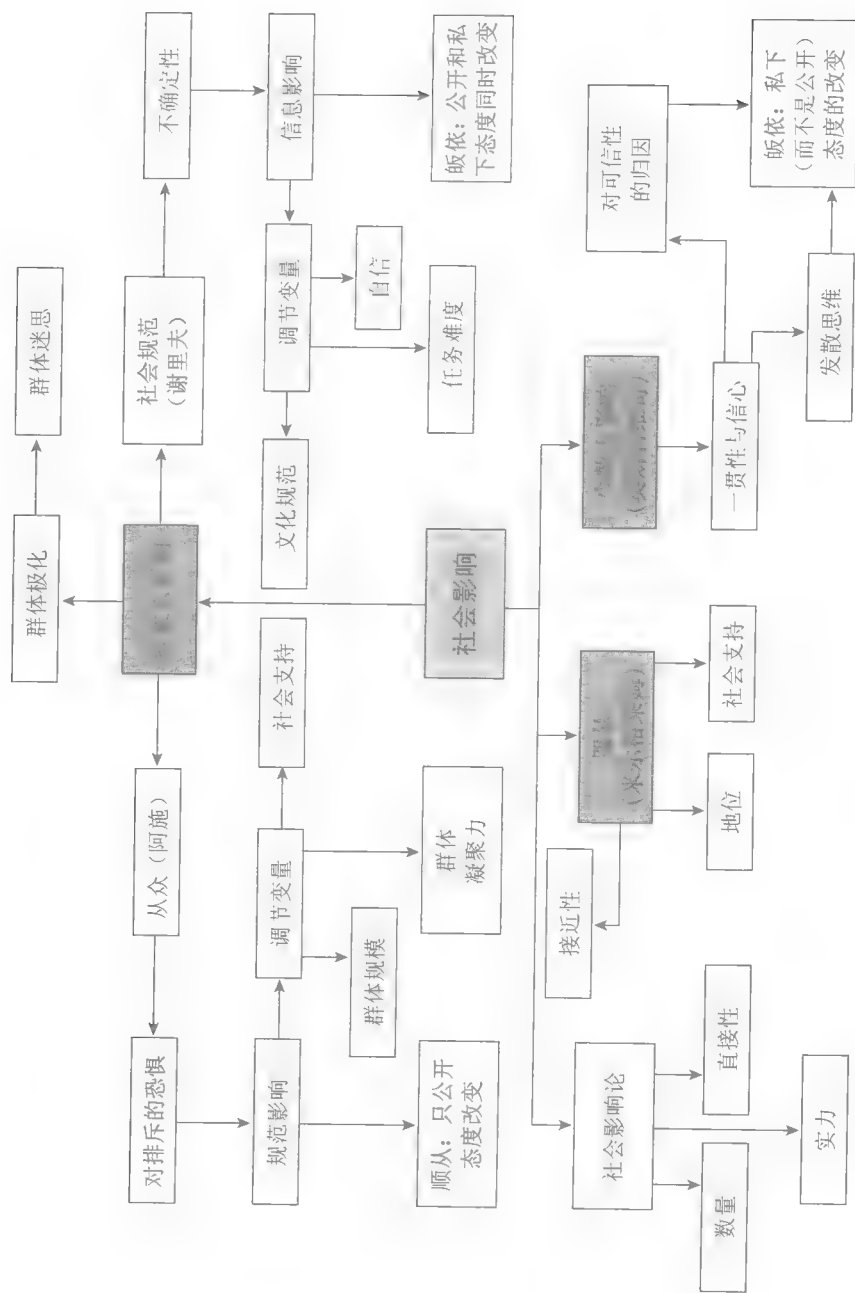 群体极化
群体迷思
对排斥的恐惧
从众（阿施）
社会规范
（谢里夫）
不确定性
规范影响
调节变量
社会支持
文化规范
调节变量
信息影响
群体规模
自信
顺从：只公开
态度改变
群体
凝聚力
社会影响
任务难度
皈依：公开和私
下态度同时改变
接近性
社会影响论
对可信性
的归因
数量
直接性
地位
社会支持
一贯性与信心
实力
发散思维
皈依：私下
（而不是公开）
态度的改变